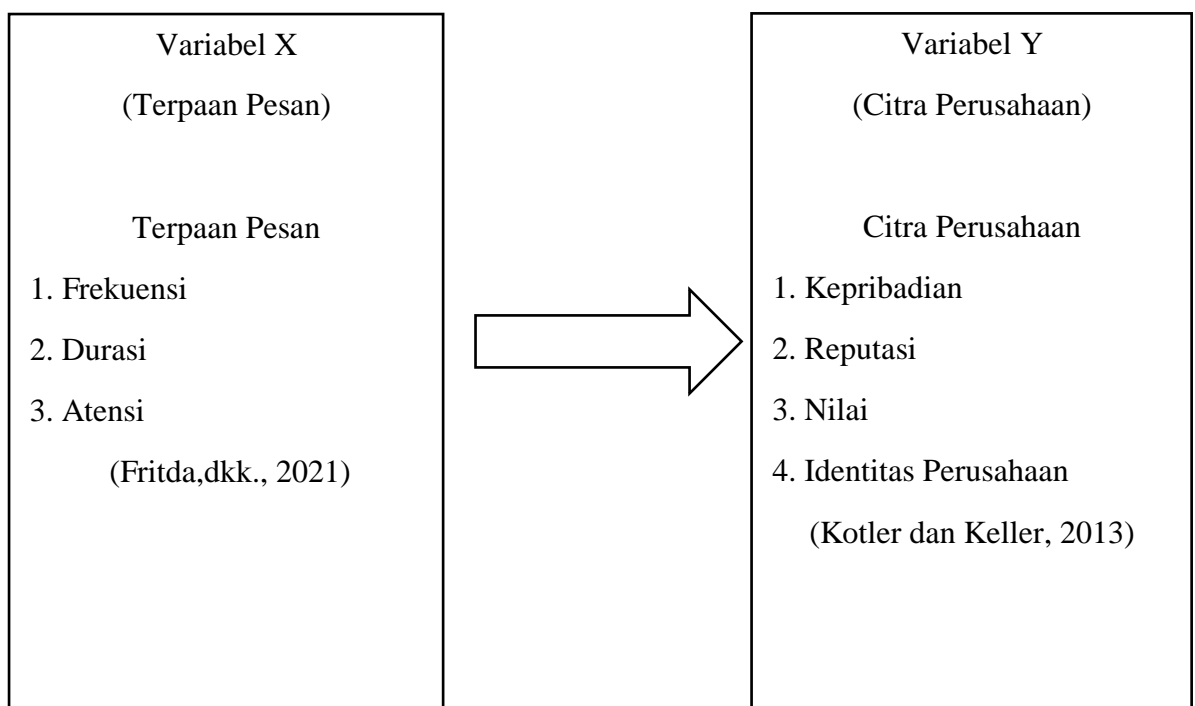 Variabel X
(Terpaan Pesan)
Terpaan Pesan
1. Frekuensi
2. Durasi
3. Atensi
(Fritda,dkk., 2021)
Variabel Y
(Citra Perusahaan)
Citra Perusahaan
1. Kepribadian
2. Reputasi
3. Nilai
4. Identitas Perusahaan
(Kotler dan Keller, 2013)